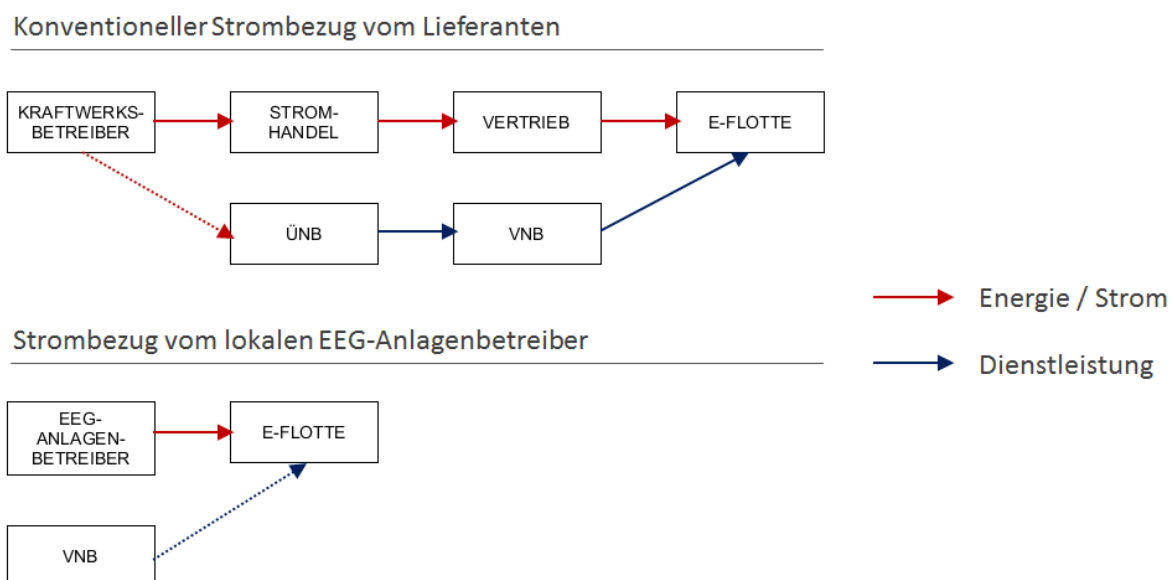 Konventioneller Strombezug vom Lieferanten
KRAFTWERKS-
BETREIBER
STROM-
HANDEL
VERTRIEB
E-FLOTTE
ÜNB
VNB
Energie / Strom
Strombezug vom lokalen EEG-Anlagenbetreiber
Dienstleistung
EEG-
ANLAGEN-
BETREIBER
E-FLOTTE
VNB